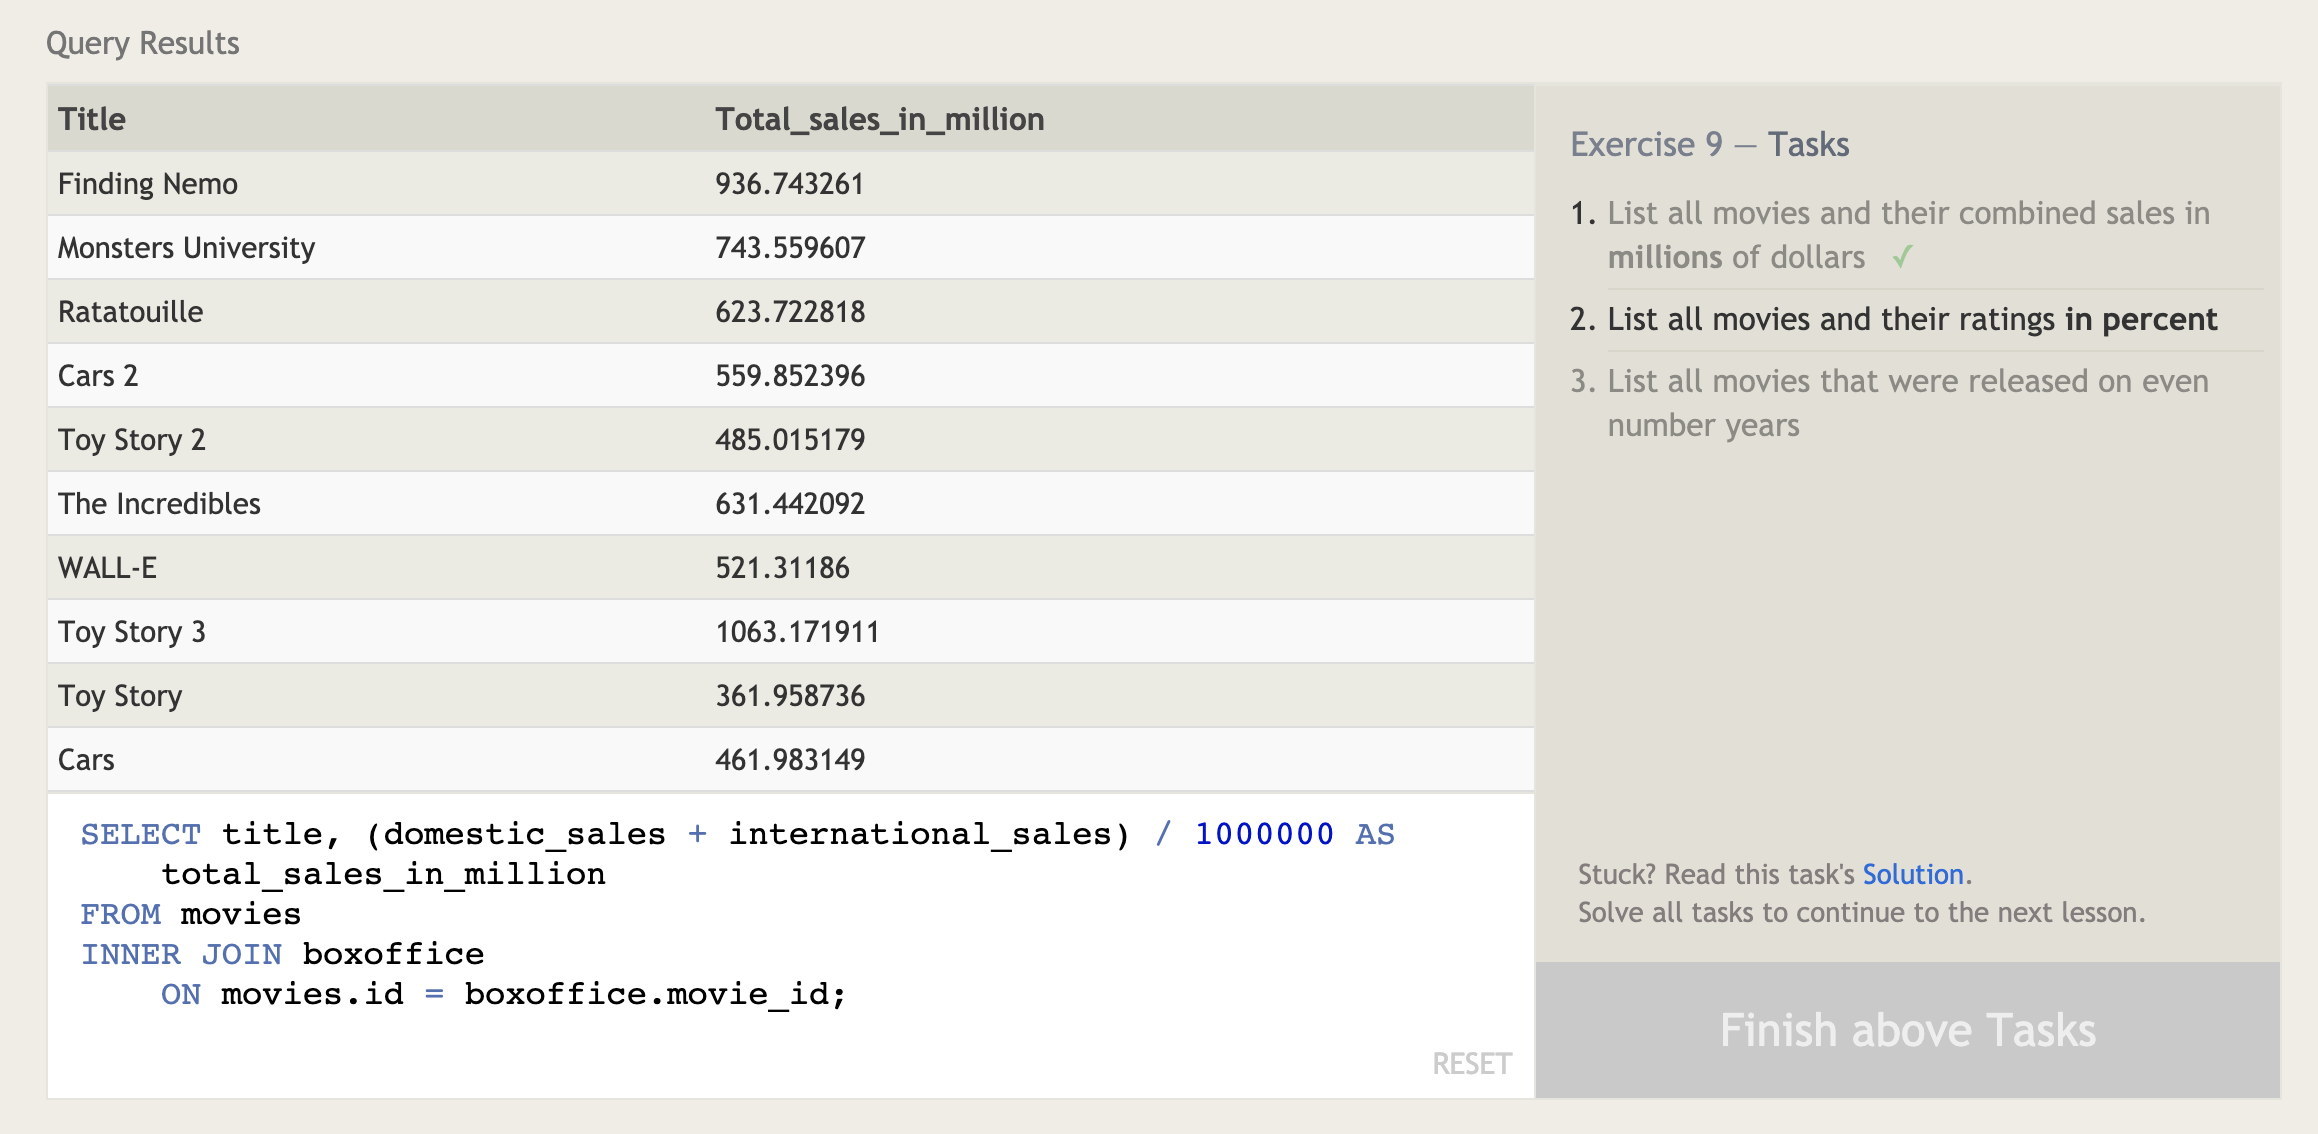 Query Results
Title Total_sales_in_million
Finding Nemo 936.743261
Monsters University 743.559607
Ratatouille 623.722818
Cars 2 559.852396
Toy Story 2 485.015179
The Incredibles 631.442092
WALL-E 521.31186
Toy Story 3 1063.171911
Toy Story 361.958736
Cars 461.983149
SELECT title, (domestic_sales + international_sales) / 1000000 AS
total_sales_in_million
FROM movies
INNER JOIN boxoffice
ON movies.id = boxoffice.movie_id;
RESET
Exercise 9 — Tasks
1. List all movies and their combined sales in
millions of dollars ✓
2. List all movies and their ratings in percent
3. List all movies that were released on even
number years
Stuck? Read this task's Solution.
Solve all tasks to continue to the next lesson.
Finish above Tasks